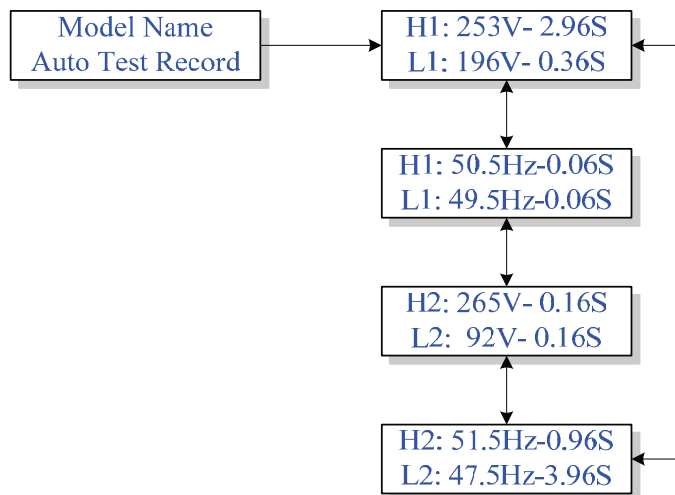 Model Name
Auto Test Record
H1: 253V- 2.96S
L1: 196V- 0.36S
H1: 50.5Hz-0.06S
L1: 49.5Hz-0.06S
H2: 265V- 0.16S
L2: 92V- 0.16S
H2: 51.5Hz-0.96S
L2: 47.5Hz-3.96S